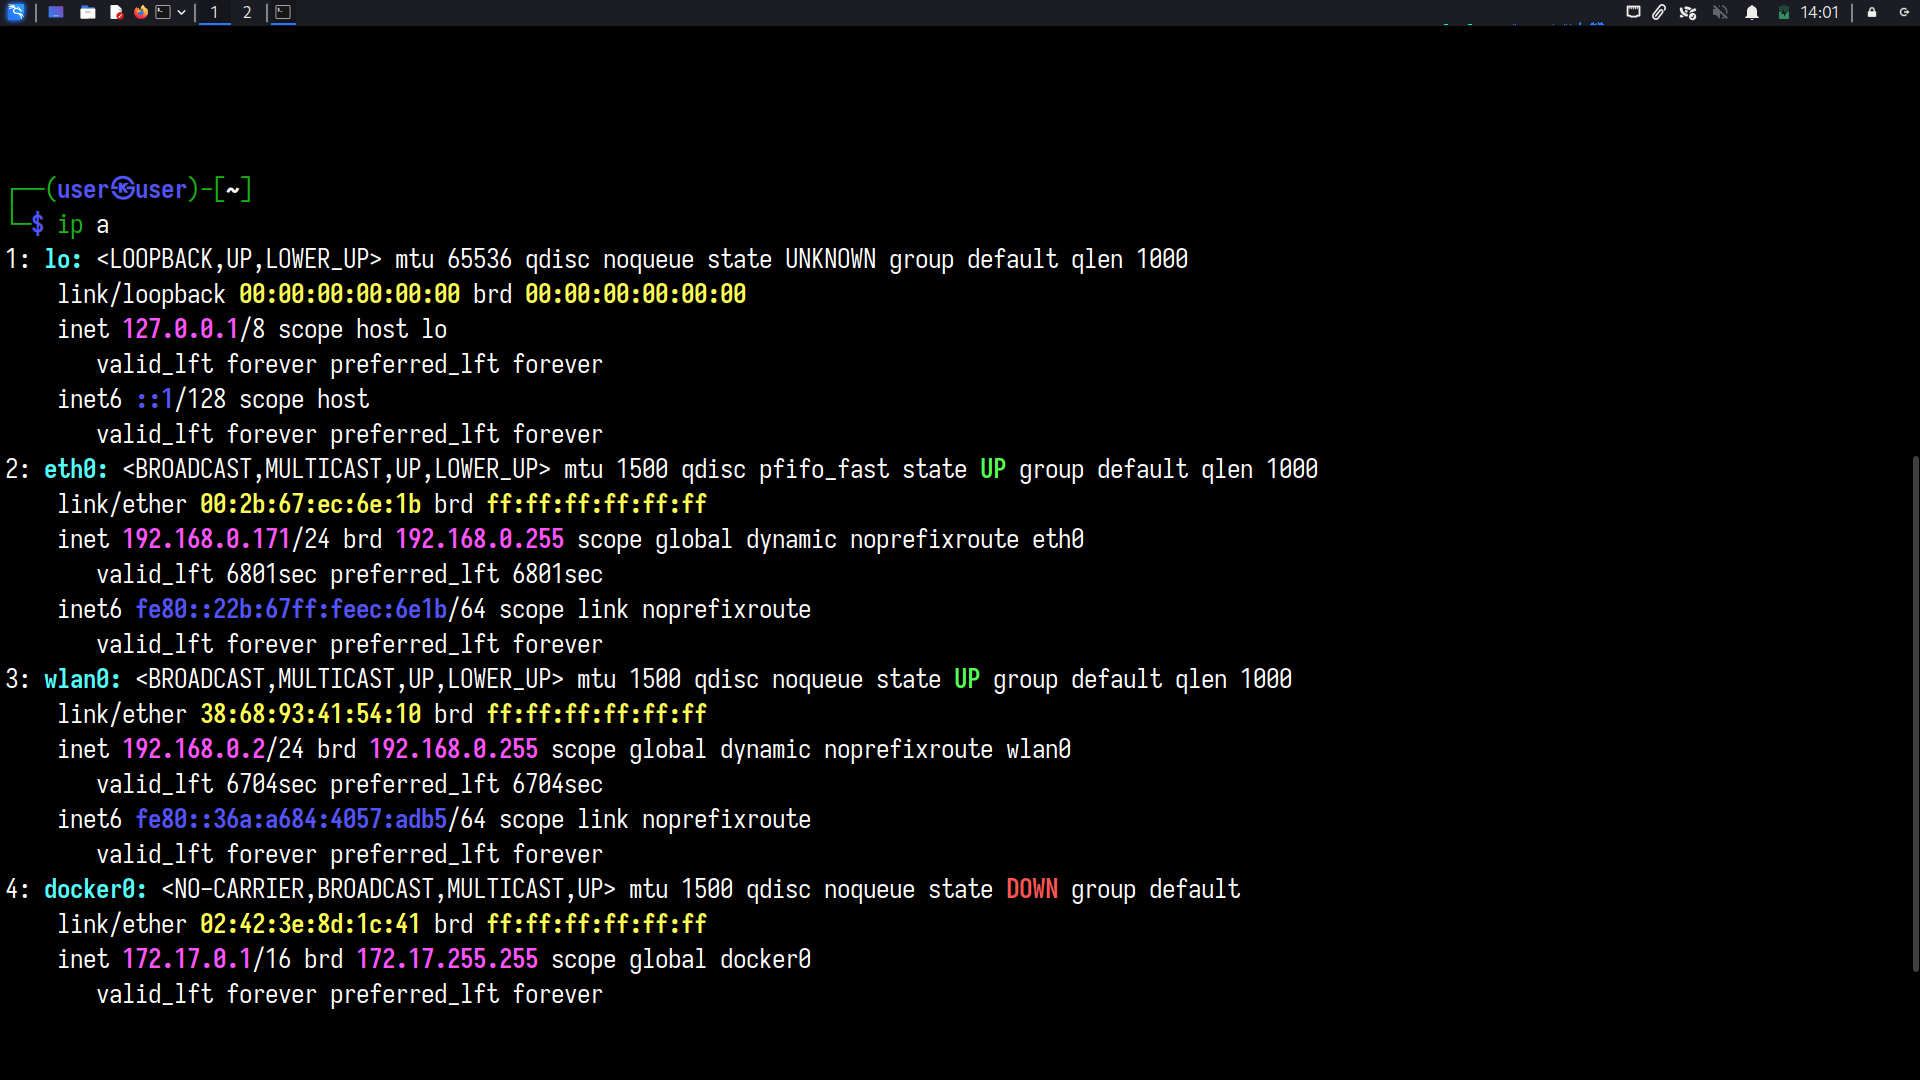 1 2 14:01
┌──(user㉿user)-[~]
└─$ ip a
1: lo: <LOOPBACK,UP,LOWER_UP> mtu 65536 qdisc noqueue state UNKNOWN group default qlen 1000
    link/loopback 00:00:00:00:00:00 brd 00:00:00:00:00:00
    inet 127.0.0.1/8 scope host lo
       valid_lft forever preferred_lft forever
    inet6 ::1/128 scope host
       valid_lft forever preferred_lft forever
2: eth0: <BROADCAST,MULTICAST,UP,LOWER_UP> mtu 1500 qdisc pfifo_fast state UP group default qlen 1000
    link/ether 00:2b:67:ec:6e:1b brd ff:ff:ff:ff:ff:ff
    inet 192.168.0.171/24 brd 192.168.0.255 scope global dynamic noprefixroute eth0
       valid_lft 6801sec preferred_lft 6801sec
    inet6 fe80::22b:67ff:feec:6e1b/64 scope link noprefixroute
       valid_lft forever preferred_lft forever
3: wlan0: <BROADCAST,MULTICAST,UP,LOWER_UP> mtu 1500 qdisc noqueue state UP group default qlen 1000
    link/ether 38:68:93:41:54:10 brd ff:ff:ff:ff:ff:ff
    inet 192.168.0.2/24 brd 192.168.0.255 scope global dynamic noprefixroute wlan0
       valid_lft 6704sec preferred_lft 6704sec
    inet6 fe80::36a:a684:4057:adb5/64 scope link noprefixroute
       valid_lft forever preferred_lft forever
4: docker0: <NO-CARRIER,BROADCAST,MULTICAST,UP> mtu 1500 qdisc noqueue state DOWN group default
    link/ether 02:42:3e:8d:1c:41 brd ff:ff:ff:ff:ff:ff
    inet 172.17.0.1/16 brd 172.17.255.255 scope global docker0
       valid_lft forever preferred_lft forever